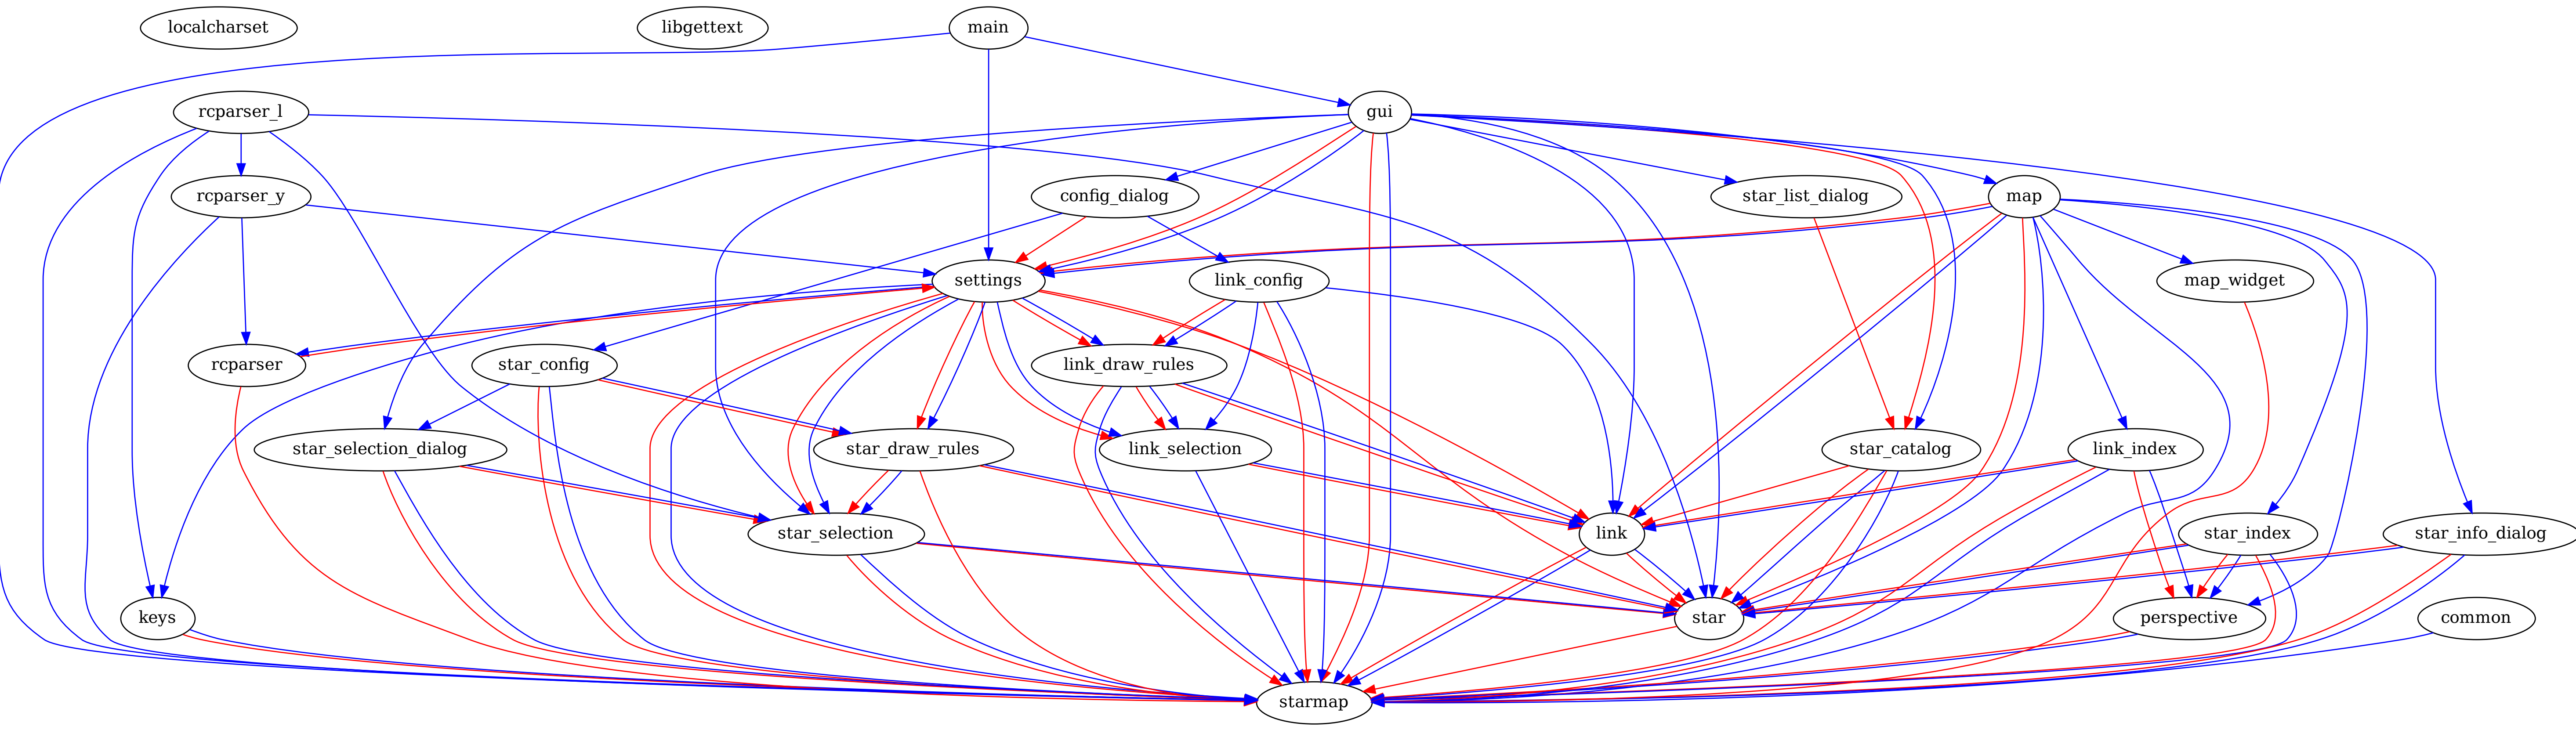 localcharset
libgettext
main
rcparser_l
gui
rcparser_y
config_dialog
star_list_dialog
map
settings
link_config
map_widget
rcparser
star_config
link_draw_rules
star_selection_dialog
star_draw_rules
link_selection
star_catalog
link_index
star_selection
link
star_index
star_info_dialog
keys
star
perspective
common
starmap